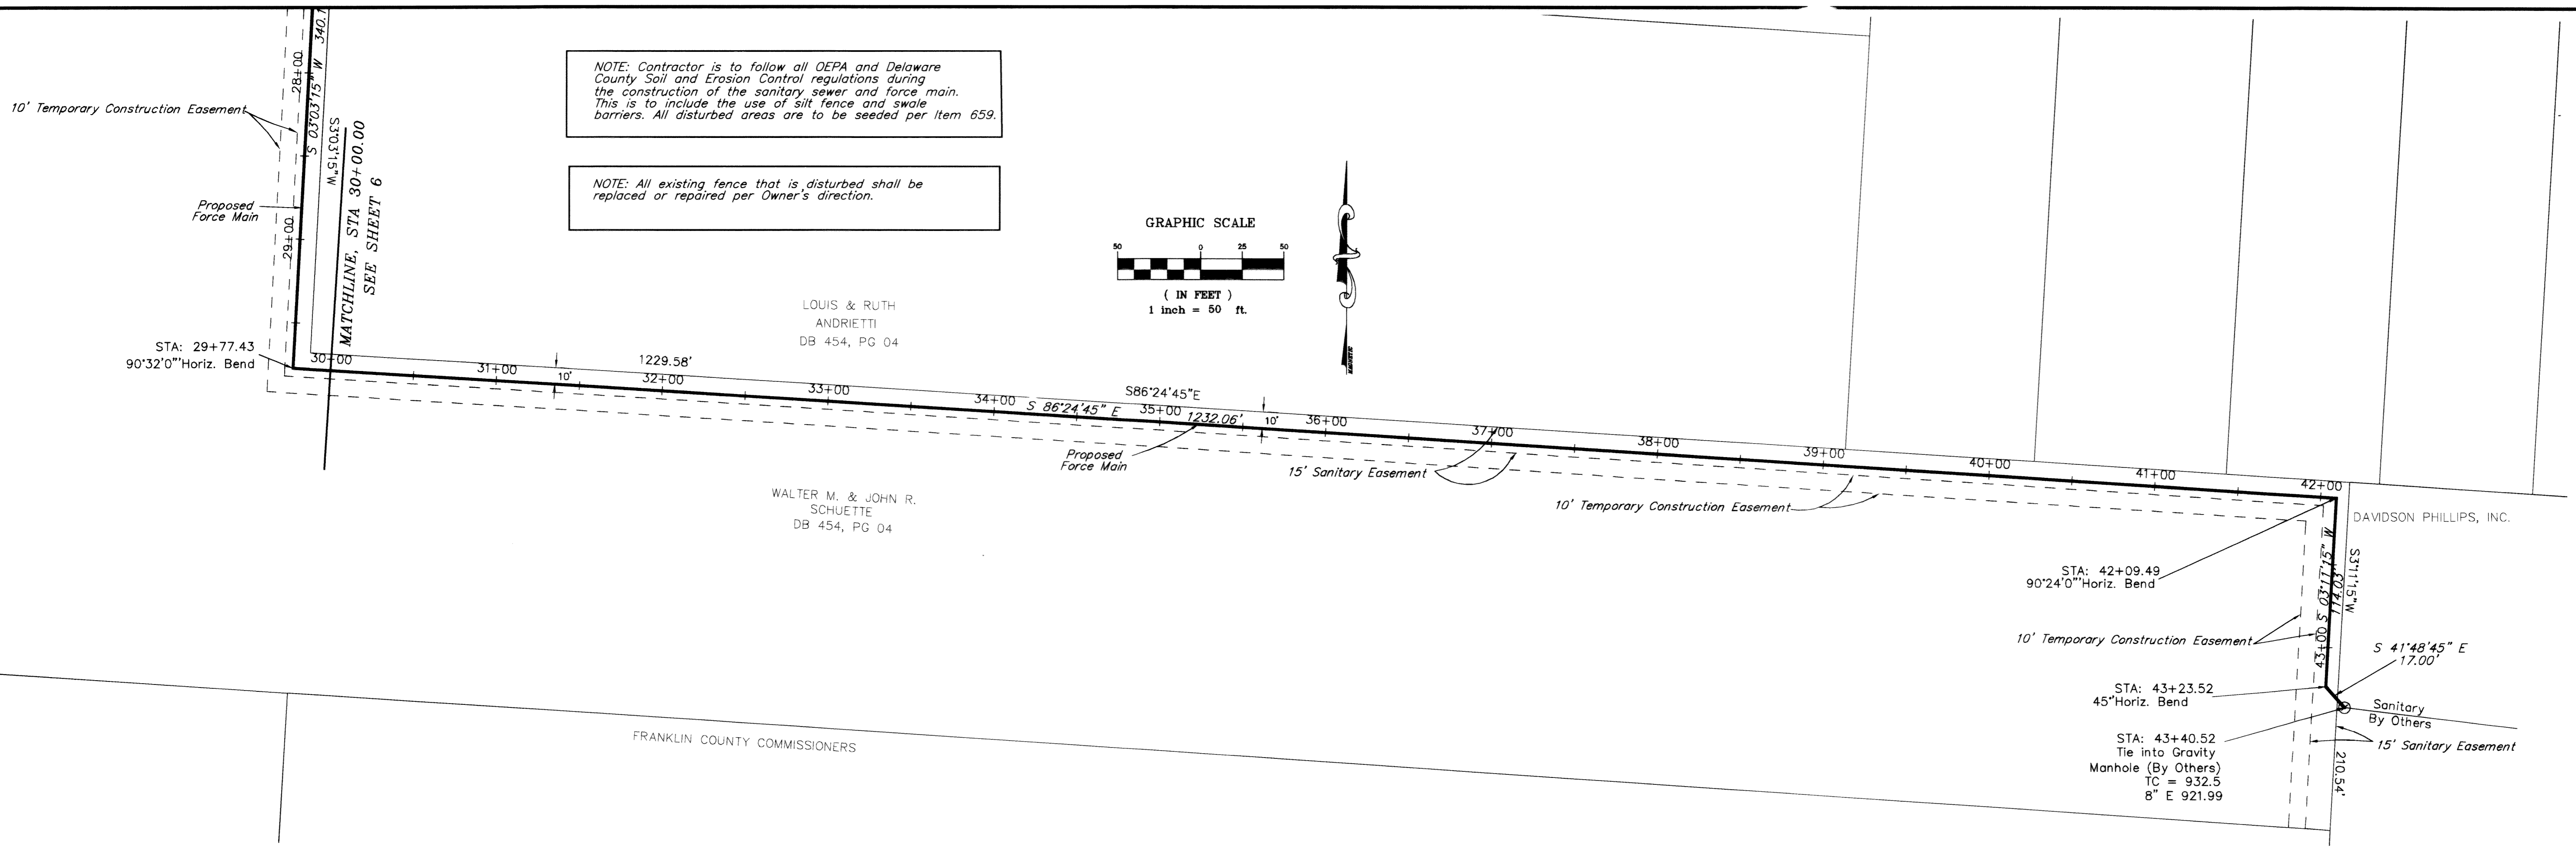 340.1
28+00
S 03°03'15" W
10' Temporary Construction Easement
S3°03'15"W
MATCHLINE, STA 30+00.00
SEE SHEET 6
Proposed
Force Main
29+00
STA: 29+77.43
90°32'0"'Horiz. Bend
NOTE: Contractor is to follow all OEPA and Delaware
County Soil and Erosion Control regulations during
the construction of the sanitary sewer and force main.
This is to include the use of silt fence and swale
barriers. All disturbed areas are to be seeded per Item 659.
NOTE: All existing fence that is disturbed shall be
replaced or repaired per Owner's direction.
GRAPHIC SCALE
50 0 25 50
( IN FEET )
1 inch = 50 ft.
LOUIS & RUTH
ANDRIETTI
DB 454, PG 04
30+00
31+00
10'
1229.58'
32+00
33+00
34+00
S 86°24'45" E
S86°24'45"E
35+00
1232.06'
10'
36+00
37+00
38+00
39+00
40+00
41+00
42+00
Proposed
Force Main
15' Sanitary Easement
10' Temporary Construction Easement
WALTER M. & JOHN R.
SCHUETTE
DB 454, PG 04
DAVIDSON PHILLIPS, INC.
STA: 42+09.49
90°24'0"'Horiz. Bend
S 03°11'15" W
114.03'
S3°11'15"W
10' Temporary Construction Easement
43+00
S 41°48'45" E
17.00'
STA: 43+23.52
45°'Horiz. Bend
Sanitary
By Others
STA: 43+40.52
Tie into Gravity
Manhole (By Others)
TC = 932.5
8" E 921.99
15' Sanitary Easement
210.54'
FRANKLIN COUNTY COMMISSIONERS